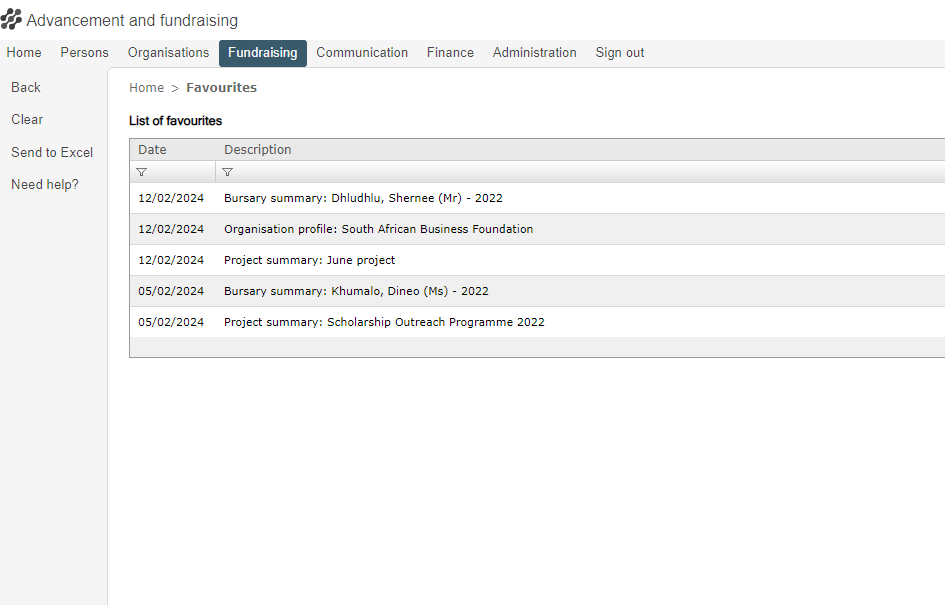 Advancement and fundraising
Home Persons Organisations Fundraising Communication Finance Administration Sign out
Back
Clear
Send to Excel
Need help?
Home > Favourites
List of favourites
Date Description
12/02/2024 Bursary summary: Dhludhlu, Shernee (Mr) - 2022
12/02/2024 Organisation profile: South African Business Foundation
12/02/2024 Project summary: June project
05/02/2024 Bursary summary: Khumalo, Dineo (Ms) - 2022
05/02/2024 Project summary: Scholarship Outreach Programme 2022